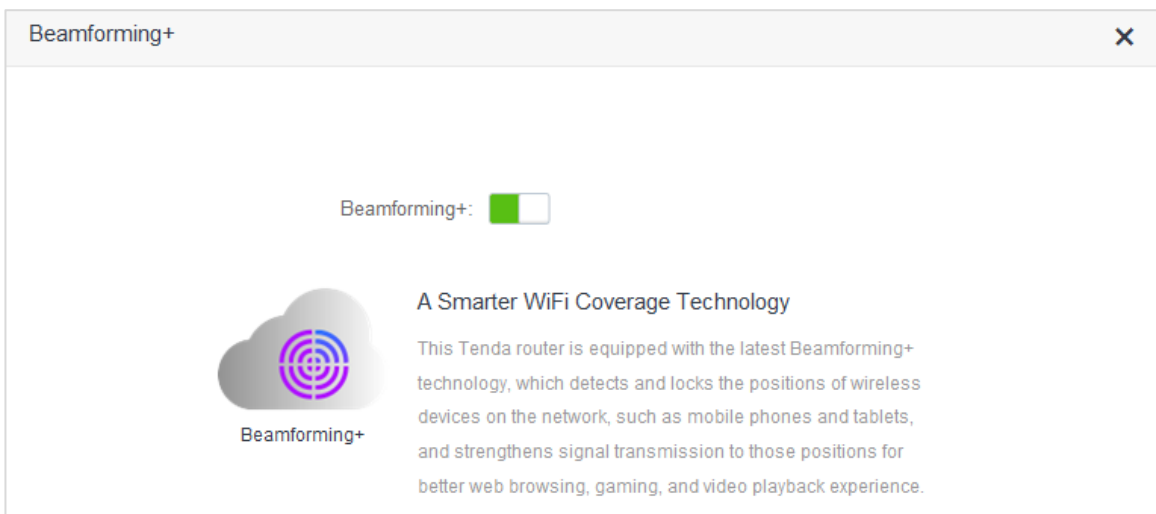 Beamforming+
Beamforming+:
A Smarter WiFi Coverage Technology
This Tenda router is equipped with the latest Beamforming+
technology, which detects and locks the positions of wireless
devices on the network, such as mobile phones and tablets,
and strengthens signal transmission to those positions for
better web browsing, gaming, and video playback experience.
Beamforming+